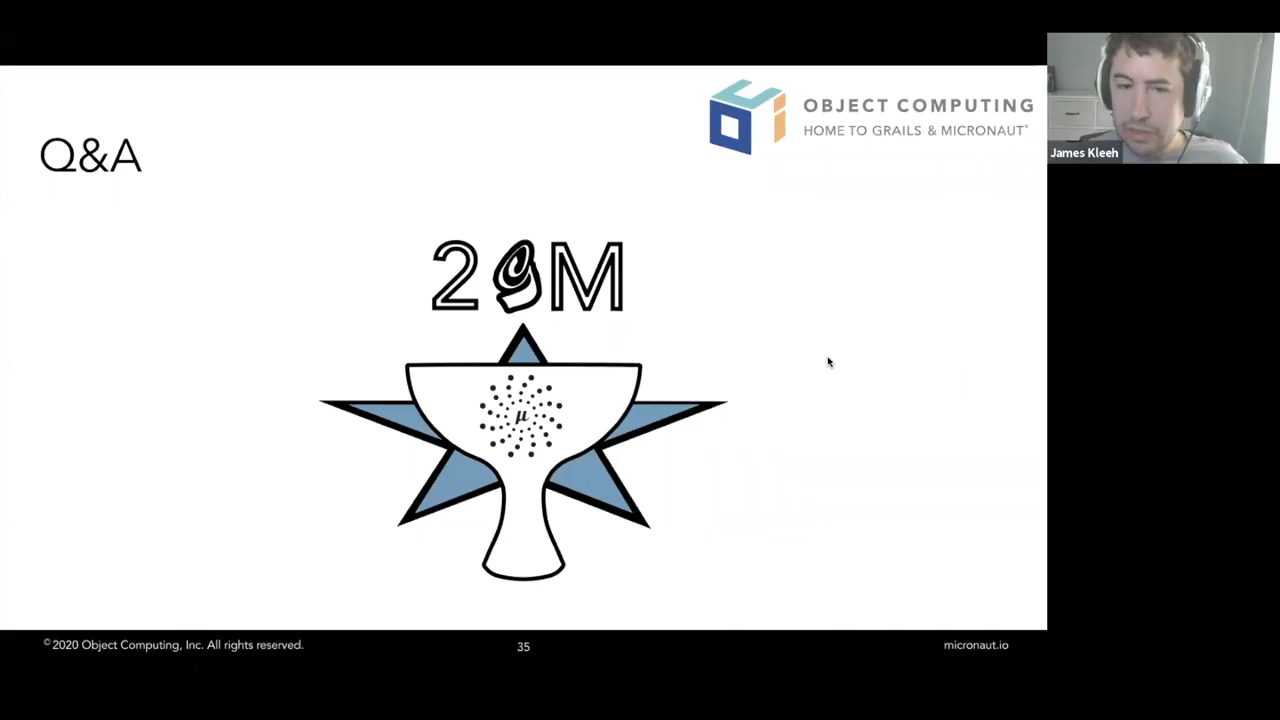 Q&A
OBJECT COMPUTING
HOME TO GRAILS & MICRONAUT®
James Kleeh
2GM
μ
© 2020 Object Computing, Inc. All rights reserved.
35
micronaut.io